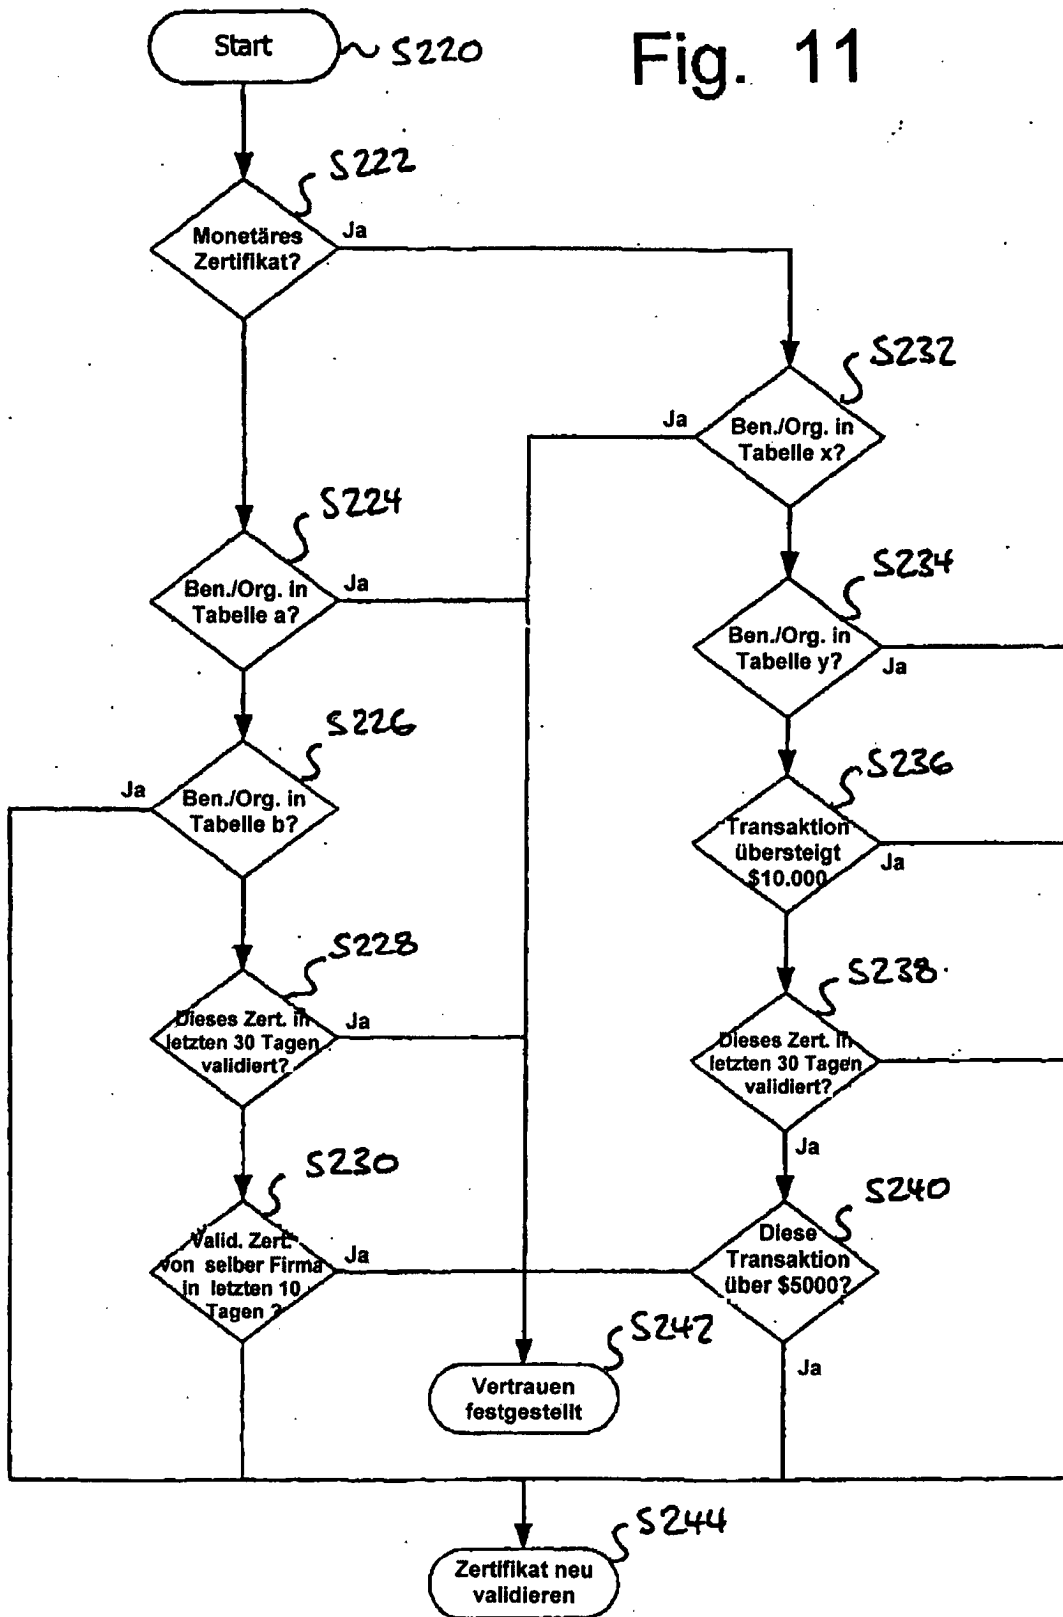 Fig. 11
Start
S220
S222
Monetäres
Zertifikat?
Ja
S232
Ben./Org. in
Tabelle x?
Ja
S224
Ben./Org. in
Tabelle a?
Ja
S234
Ben./Org. in
Tabelle y?
Ja
S226
Ben./Org. in
Tabelle b?
Ja
S236
Transaktion
übersteigt
$10.000
Ja
S228
Dieses Zert. in
letzten 30 Tagen
validiert?
Ja
S238
Dieses Zert. in
letzten 30 Tagen
validiert?
Ja
S230
Valid. Zert.
von selber Firma
in letzten 10
Tagen ?
Ja
S240
Diese
Transaktion
über $5000?
Ja
S242
Vertrauen
festgestellt
S244
Zertifikat neu
validieren